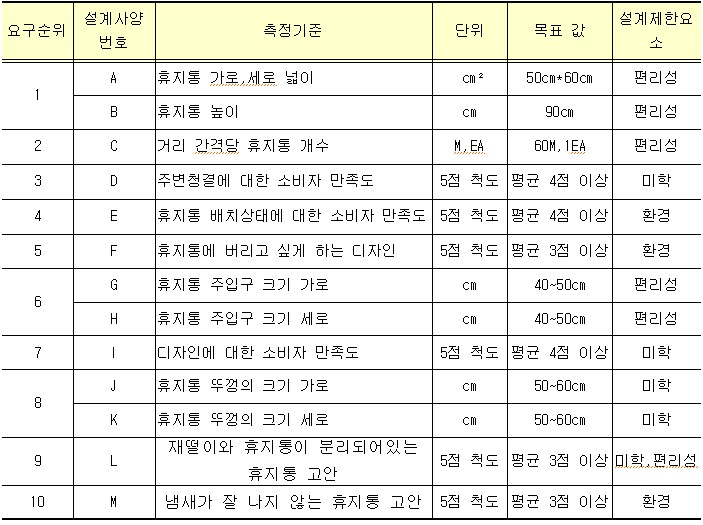 요구순위 설계사양 번호 측정기준 단위 목표 값 설계제한요소
1 A 휴지통 가로,세로 넓이 cm² 50cm*60cm 편리성
B 휴지통 높이 cm 90cm 편리성
2 C 거리 간격당 휴지통 개수 M,EA 60M,1EA 편리성
3 D 주변청결에 대한 소비자 만족도 5점 척도 평균 4점 이상 미학
4 E 휴지통 배치상태에 대한 소비자 만족도 5점 척도 평균 4점 이상 환경
5 F 휴지통에 버리고 싶게 하는 디자인 5점 척도 평균 3점 이상 환경
6 G 휴지통 주입구 크기 가로 cm 40~50cm 편리성
H 휴지통 주입구 크기 세로 cm 40~50cm 편리성
7 I 디자인에 대한 소비자 만족도 5점 척도 평균 4점 이상 미학
8 J 휴지통 뚜껑의 크기 가로 cm 50~60cm 미학
K 휴지통 뚜껑의 크기 세로 cm 50~60cm 미학
9 L 재떨이와 휴지통이 분리되어있는 휴지통 고안 5점 척도 평균 3점 이상 미학,편리성
10 M 냄새가 잘 나지 않는 휴지통 고안 5점 척도 평균 3점 이상 환경